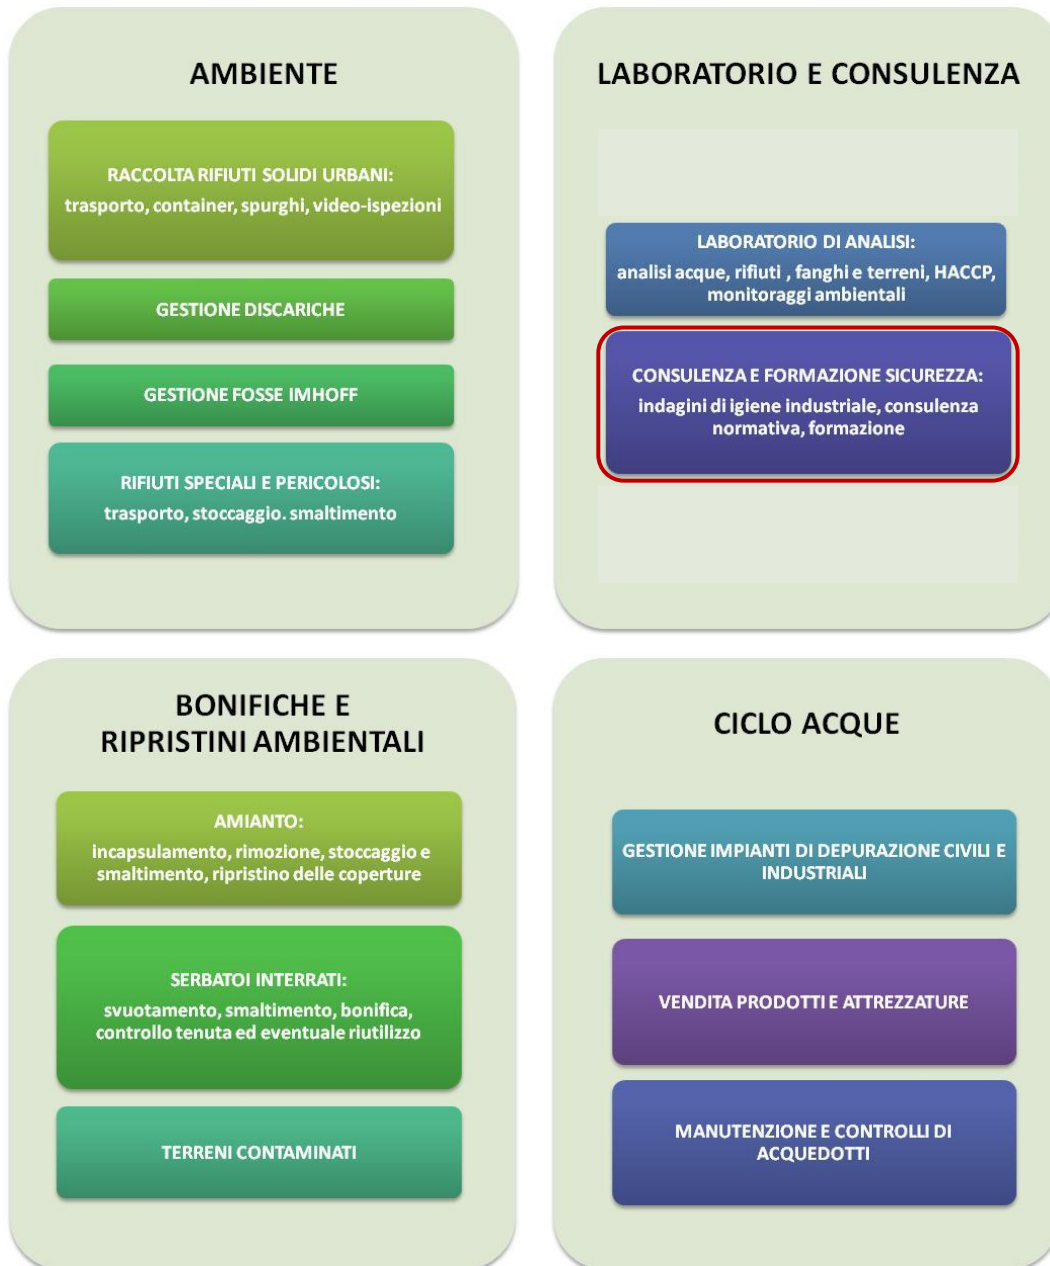 AMBIENTE
RACCOLTA RIFIUTI SOLIDI URBANI:
trasporto, container, spurghi, video-ispezioni
GESTIONE DISCARICHE
GESTIONE FOSSE IMHOFF
RIFIUTI SPECIALI E PERICOLOSI:
trasporto, stoccaggio. smaltimento
LABORATORIO E CONSULENZA
LABORATORIO DI ANALISI:
analisi acque, rifiuti , fanghi e terreni, HACCP,
monitoraggi ambientali
CONSULENZA E FORMAZIONE SICUREZZA:
indagini di igiene industriale, consulenza
normativa, formazione
BONIFICHE E
RIPRISTINI AMBIENTALI
AMIANTO:
incapsulamento, rimozione, stoccaggio e
smaltimento, ripristino delle coperture
SERBATOI INTERRATI:
svuotamento, smaltimento, bonifica,
controllo tenuta ed eventuale riutilizzo
TERRENI CONTAMINATI
CICLO ACQUE
GESTIONE IMPIANTI DI DEPURAZIONE CIVILI E
INDUSTRIALI
VENDITA PRODOTTI E ATTREZZATURE
MANUTENZIONE E CONTROLLI DI
ACQUEDOTTI